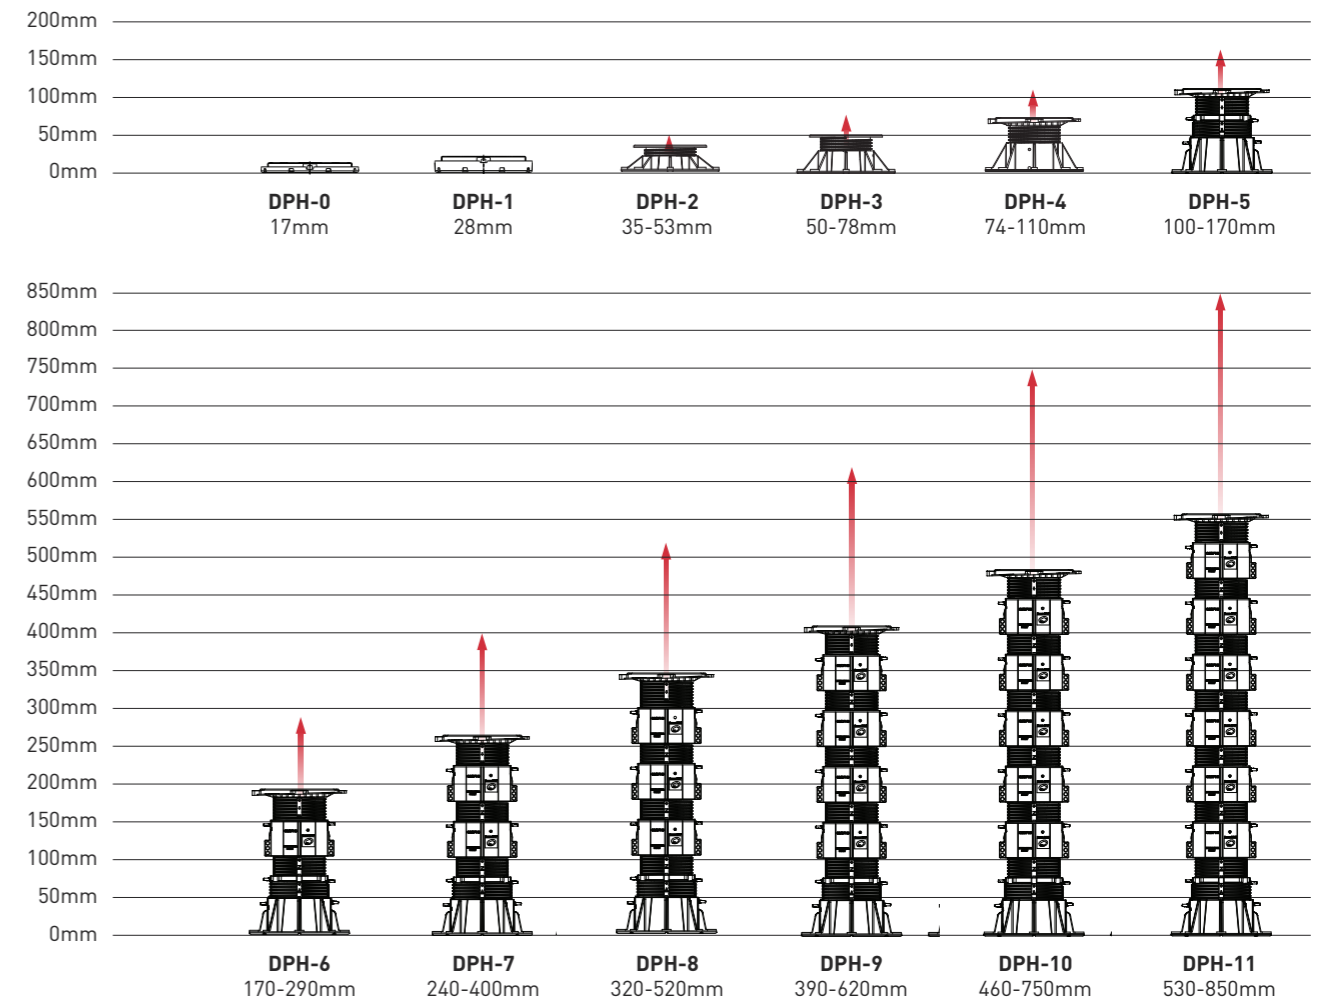 200mm
150mm
100mm
50mm
0mm
DPH-0 DPH-1 DPH-2 DPH-3 DPH-4 DPH-5
17mm 28mm 35-53mm 50-78mm 74-110mm 100-170mm
850mm
800mm
750mm
700mm
650mm
600mm
550mm
500mm
450mm
400mm
350mm
300mm
250mm
200mm
150mm
100mm
50mm
0mm
DPH-6 DPH-7 DPH-8 DPH-9 DPH-10 DPH-11
170-290mm 240-400mm 320-520mm 390-620mm 460-750mm 530-850mm